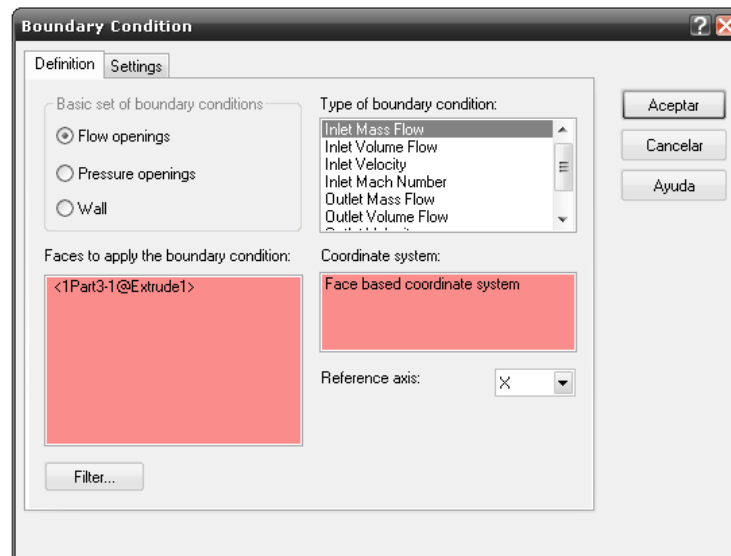 Boundary Condition
Definition
Settings
Basic set of boundary conditions
Flow openings
Pressure openings
Wall
Type of boundary condition:
Inlet Mass Flow
Inlet Volume Flow
Inlet Velocity
Inlet Mach Number
Outlet Mass Flow
Outlet Volume Flow
Outlet Velocity
Aceptar
Cancelar
Ayuda
Faces to apply the boundary condition:
<1Part3-1@Extrude1>
Coordinate system:
Face based coordinate system
Reference axis:
X
Filter...